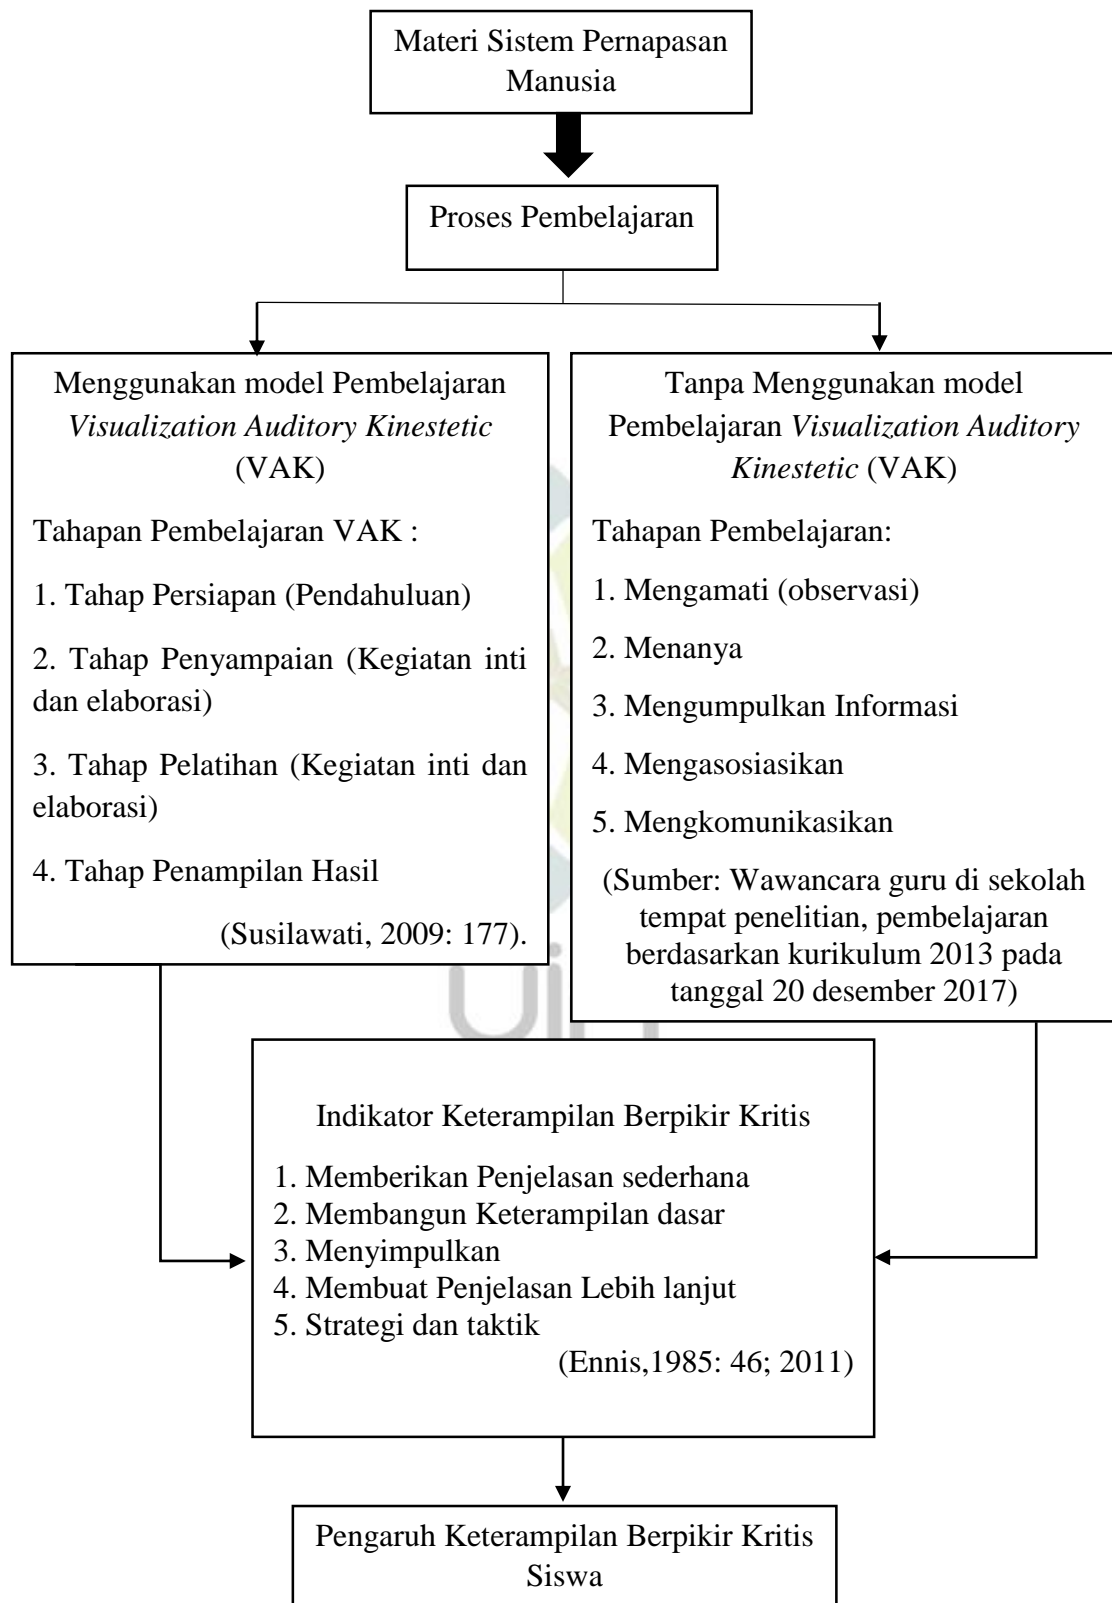 Materi Sistem Pernapasan
Manusia
Proses Pembelajaran
Menggunakan model Pembelajaran
Visualization Auditory Kinestetic
(VAK)
Tahapan Pembelajaran VAK :
1. Tahap Persiapan (Pendahuluan)
2. Tahap Penyampaian (Kegiatan inti
dan elaborasi)
3. Tahap Pelatihan (Kegiatan inti dan
elaborasi)
4. Tahap Penampilan Hasil
(Susilawati, 2009: 177).
Tanpa Menggunakan model
Pembelajaran Visualization Auditory
Kinestetic (VAK)
Tahapan Pembelajaran:
1. Mengamati (observasi)
2. Menanya
3. Mengumpulkan Informasi
4. Mengasosiasikan
5. Mengkomunikasikan
(Sumber: Wawancara guru di sekolah
tempat penelitian, pembelajaran
berdasarkan kurikulum 2013 pada
tanggal 20 desember 2017)
Indikator Keterampilan Berpikir Kritis
1. Memberikan Penjelasan sederhana
2. Membangun Keterampilan dasar
3. Menyimpulkan
4. Membuat Penjelasan Lebih lanjut
5. Strategi dan taktik
(Ennis,1985: 46; 2011)
Pengaruh Keterampilan Berpikir Kritis
Siswa